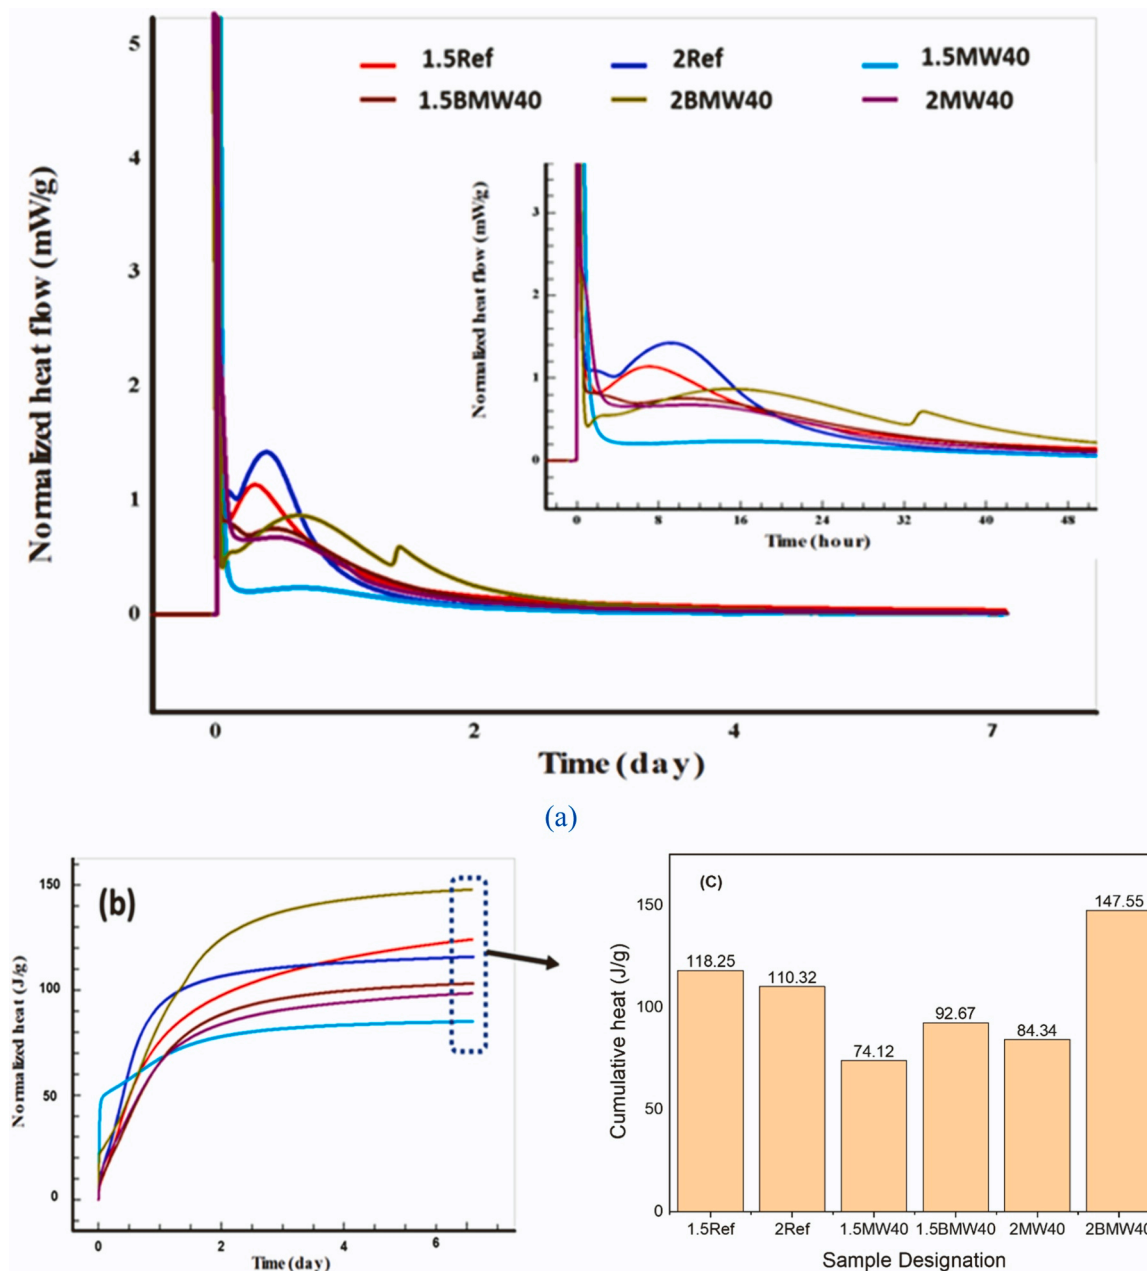 1.5Ref 2Ref 1.5MW40
1.5BMW40 2BMW40 2MW40
Normalized heat flow (mW/g)
5
4
3
2
1
0
0 2 4 7
Time (day)
Normalized heat flow (mW/g)
3
2
1
0
0 8 16 24 32 40 48
Time (hour)
(a)
(b)
Normalized heat (J/g)
150
100
50
0
0 2 4 6
Time (day)
(C)
Cumulative heat (J/g)
150
100
50
0
118.25 110.32 74.12 92.67 84.34 147.55
1.5Ref 2Ref 1.5MW40 1.5BMW40 2MW40 2BMW40
Sample Designation